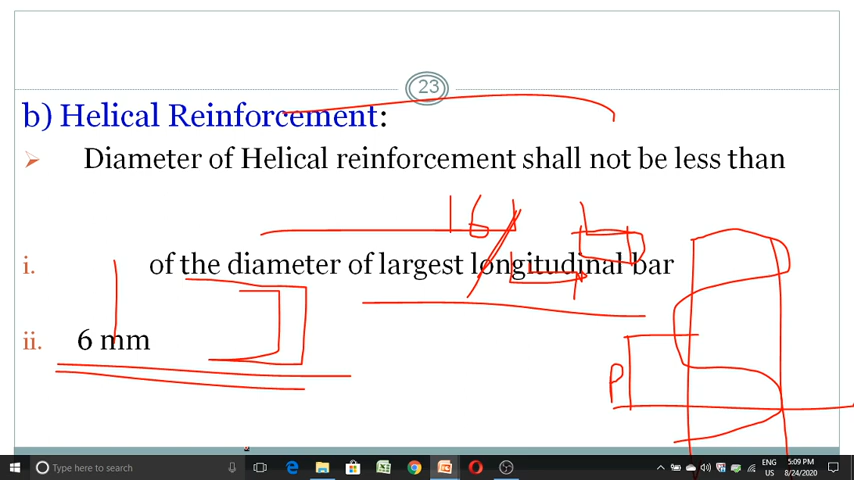 23
b) Helical Reinforcement:
Diameter of Helical reinforcement shall not be less than
16
i. of the diameter of largest longitudinal bar
ii. 6 mm
P
Type here to search
ENG 5:09 PM
US 8/24/2020